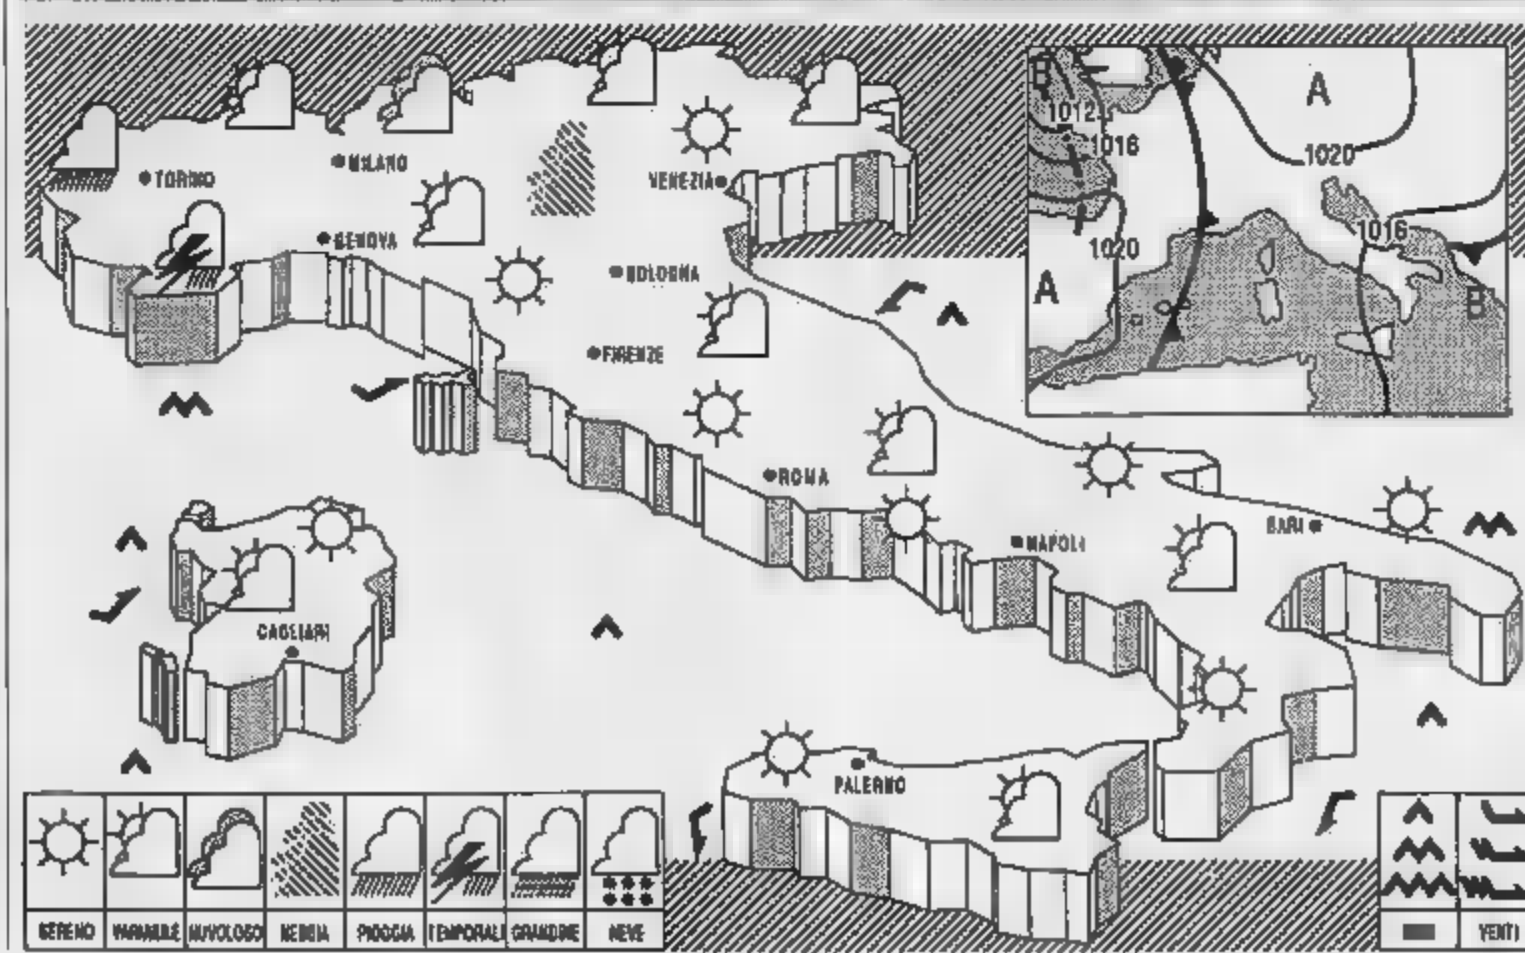 B
A
1012
1016
1020
1016
1020
A
B
TORINO
MILANO
VENEZIA
GENOVA
BOLOGNA
FIRENZE
ROMA
NAPOLI
BARI
CAGLIARI
PALERMO
SERENO VARIABILE NUVOLOSO NEBBIA PIOGGIA TEMPORALI GRANDINE NEVE
VENTI